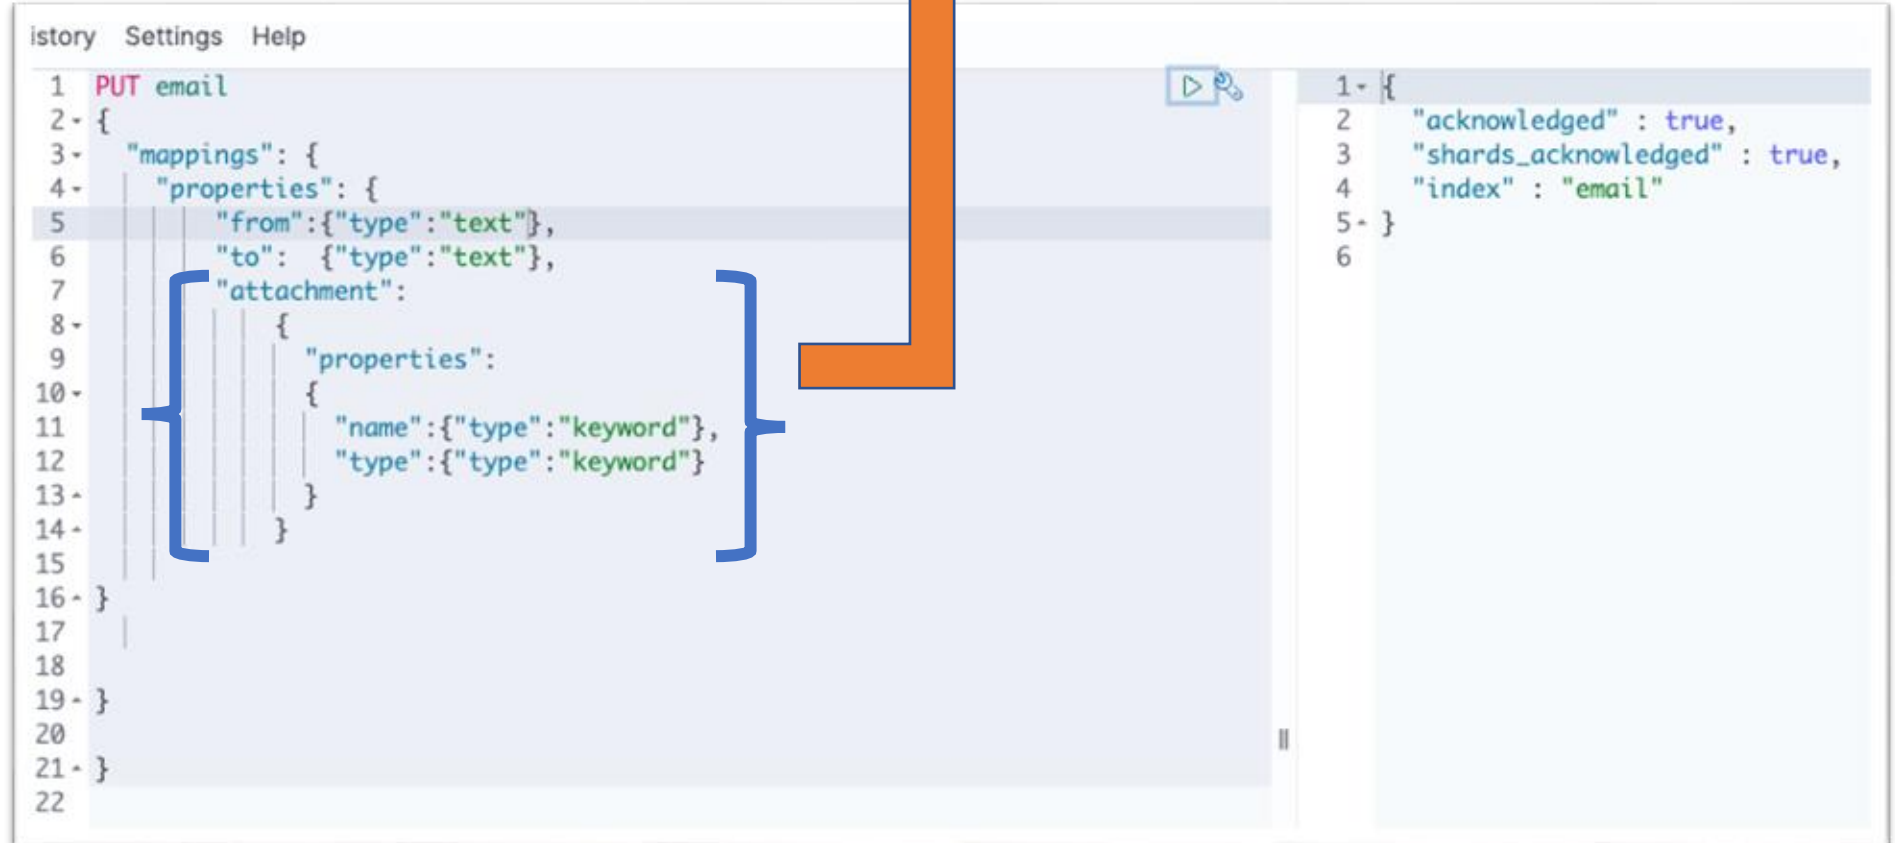 istory Settings Help
1 PUT email
2 {
3 "mappings": {
4 "properties": {
5 "from":{"type":"text"},
6 "to": {"type":"text"},
7 "attachment":
8 {
9 "properties":
10 {
11 "name":{"type":"keyword"},
12 "type":{"type":"keyword"}
13 }
14 }
15
16 }
17
18
19 }
20
21 }
22
1 {
2 "acknowledged" : true,
3 "shards_acknowledged" : true,
4 "index" : "email"
5 }
6